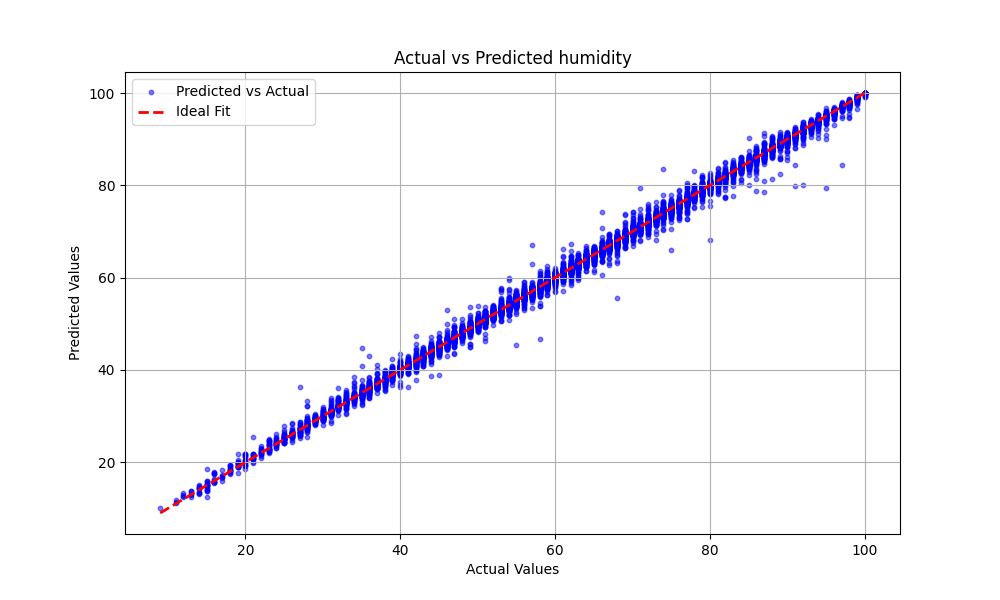 Actual vs Predicted humidity
Predicted vs Actual
Ideal Fit
100
80
60
40
20
Predicted Values
20 40 60 80 100
Actual Values